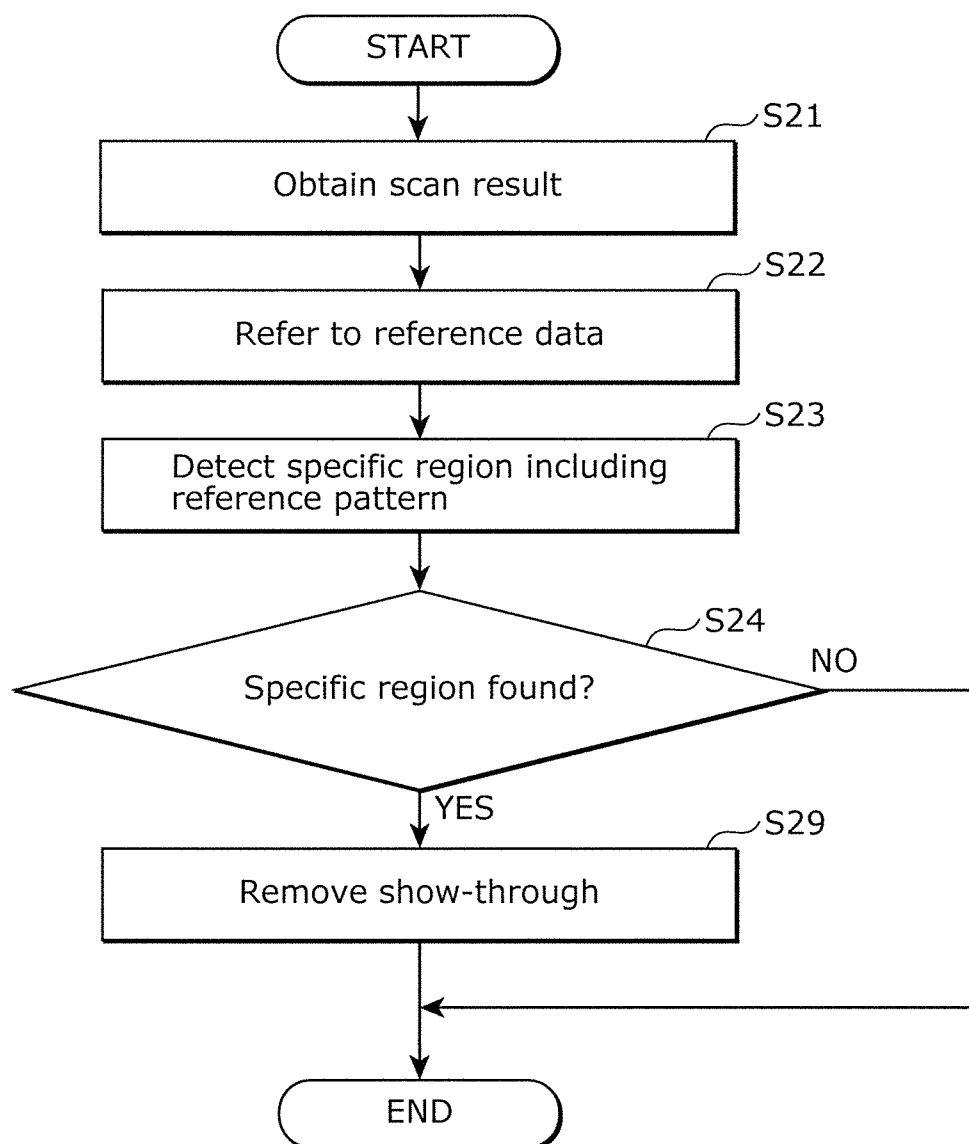 START
S21
Obtain scan result
S22
Refer to reference data
S23
Detect specific region including
reference pattern
S24
Specific region found?
NO
YES
S29
Remove show-through
END